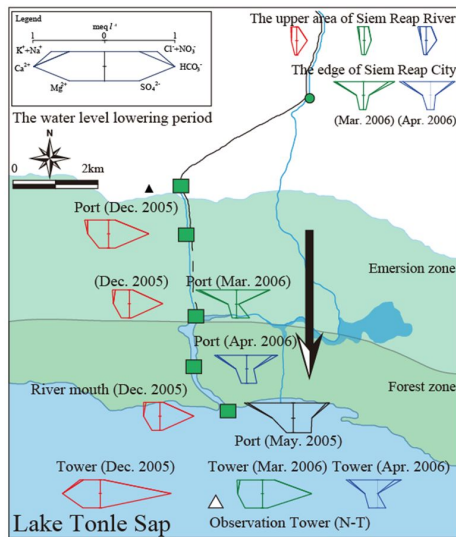 Legend
meq l⁻¹
1 0 1
K⁺+Na⁺ Cl⁻+NO₃⁻
Ca²⁺ HCO₃⁻
Mg²⁺ SO₄²⁻
The upper area of Siem Reap River
The edge of Siem Reap City
(Mar. 2006) (Apr. 2006)
The water level lowering period
N
0 2km
Port (Dec. 2005)
Emersion zone
(Dec. 2005) Port (Mar. 2006)
Port (Apr. 2006)
Forest zone
River mouth (Dec. 2005)
Port (May. 2005)
Tower (Dec. 2005) Tower (Mar. 2006) Tower (Apr. 2006)
Lake Tonle Sap
Observation Tower (N-T)